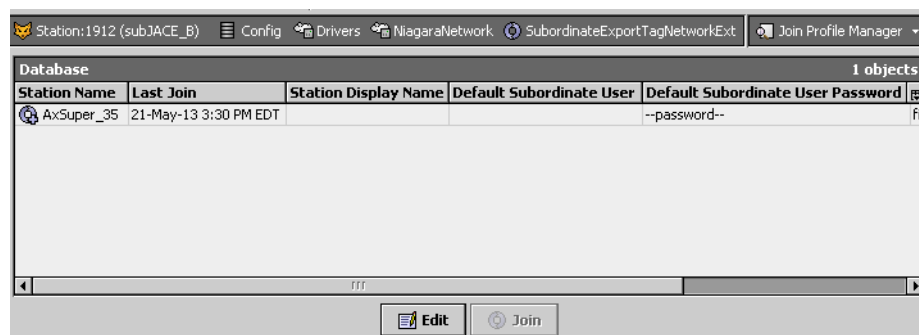 Station:1912 (subJACE_B) Config Drivers NiagaraNetwork SubordinateExportTagNetworkExt Join Profile Manager
Database 1 objects
Station Name Last Join Station Display Name Default Subordinate User Default Subordinate User Password
AxSuper_35 21-May-13 3:30 PM EDT --password--
Edit Join